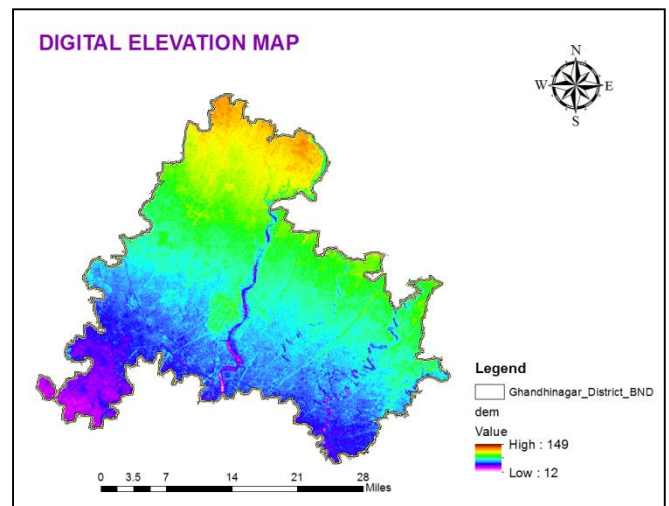 DIGITAL ELEVATION MAP
N
W E
S
Legend
Ghandhinagar_District_BND
dem
Value
High : 149
Low : 12
0 3.5 7 14 21 28
Miles